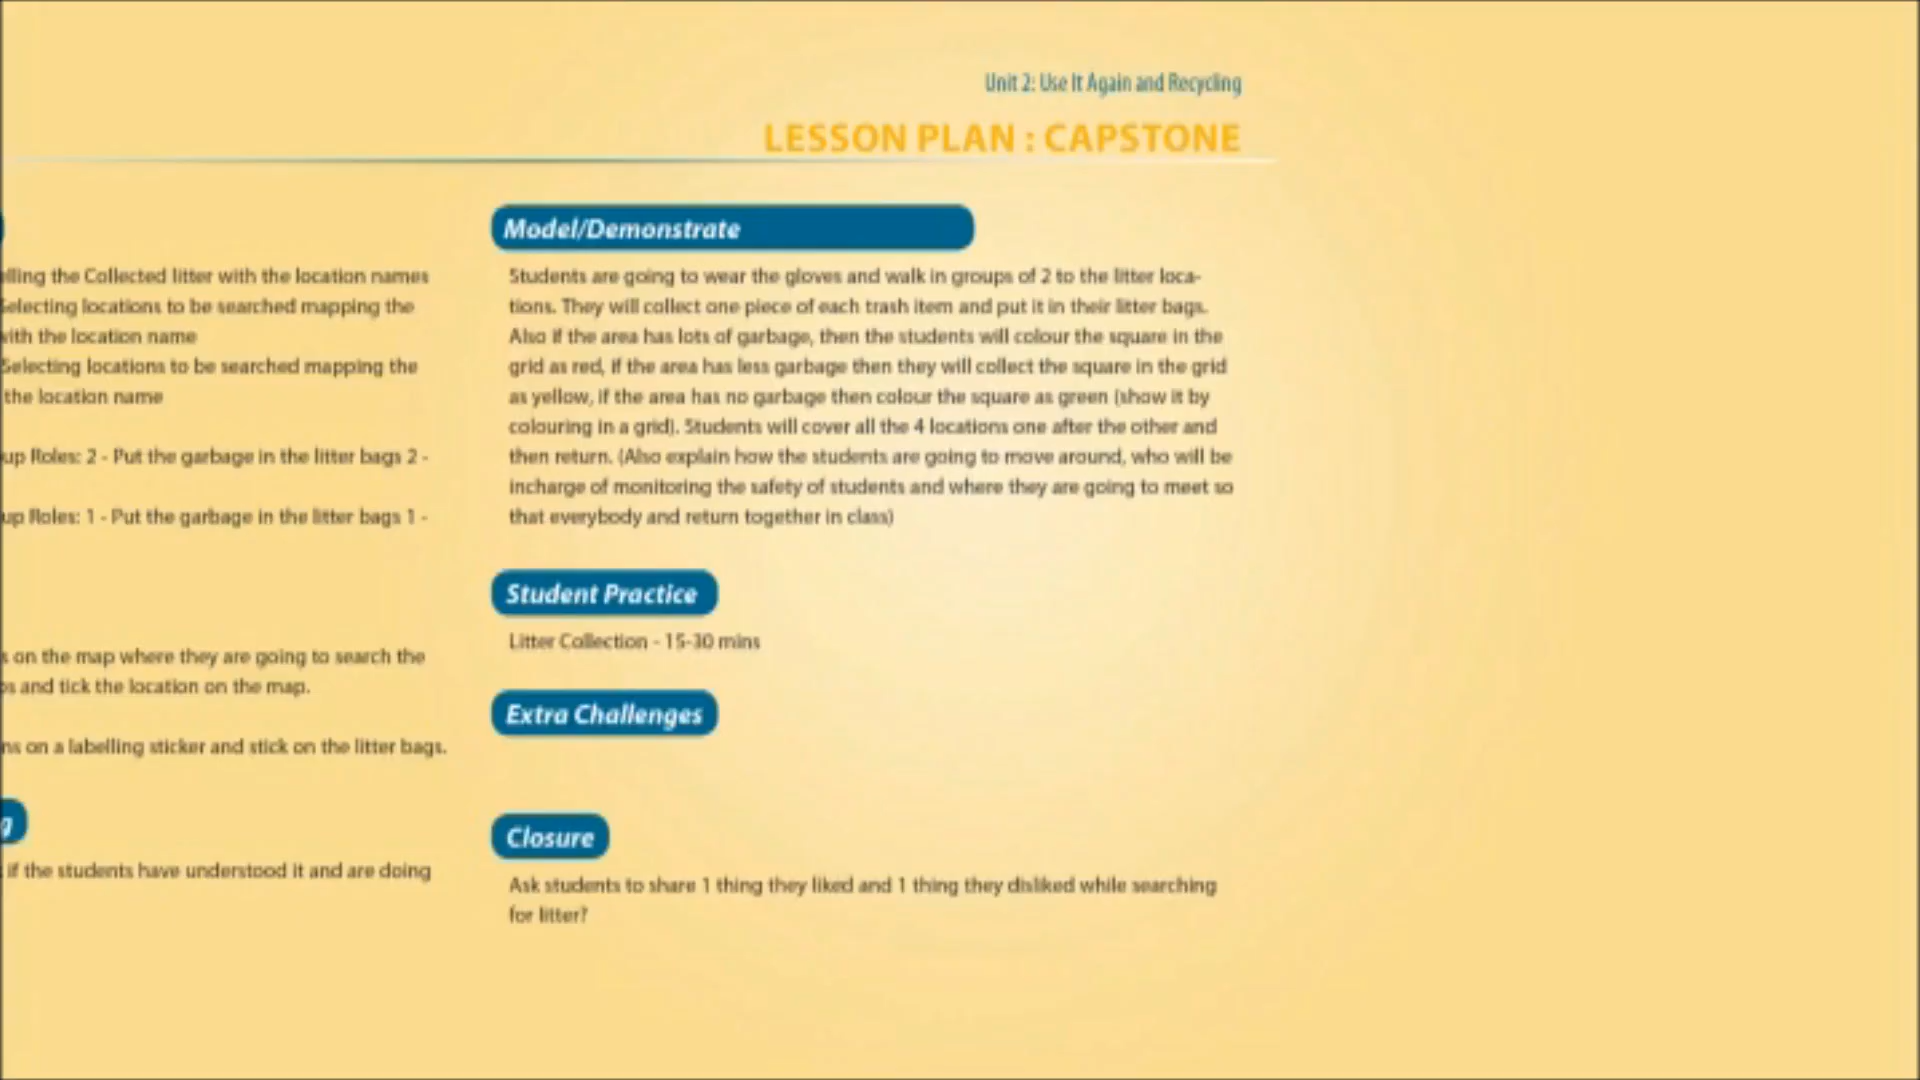 Unit 2: Use It Again and Recycling
LESSON PLAN : CAPSTONE
the Collected litter with the location names
Selecting locations to be searched mapping the
with the location name
Selecting locations to be searched mapping the
the location name
Roles: 2 - Put the garbage in the litter bags 2 -
Roles: 1 - Put the garbage in the litter bags 1 -
on the map where they are going to search the
and tick the location on the map.
on a labelling sticker and stick on the litter bags.
if the students have understood it and are doing
Model/Demonstrate
Students are going to wear the gloves and walk in groups of 2 to the litter loca-
tions. They will collect one piece of each trash item and put it in their litter bags.
Also if the area has lots of garbage, then the students will colour the square in the
grid as red, if the area has less garbage then they will collect the square in the grid
as yellow, if the area has no garbage then colour the square as green (show it by
colouring in a grid). Students will cover all the 4 locations one after the other and
then return. (Also explain how the students are going to move around, who will be
incharge of monitoring the safety of students and where they are going to meet so
that everybody and return together in class)
Student Practice
Litter Collection - 15-30 mins
Extra Challenges
Closure
Ask students to share 1 thing they liked and 1 thing they disliked while searching
for litter?